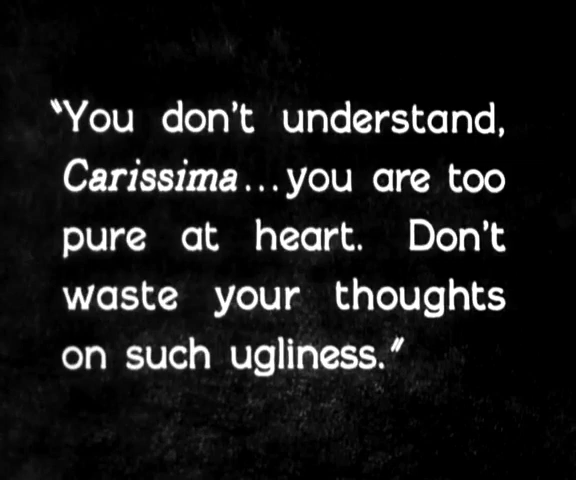 "You don't understand,
Carissima...you are too
pure at heart. Don't
waste your thoughts
on such ugliness."